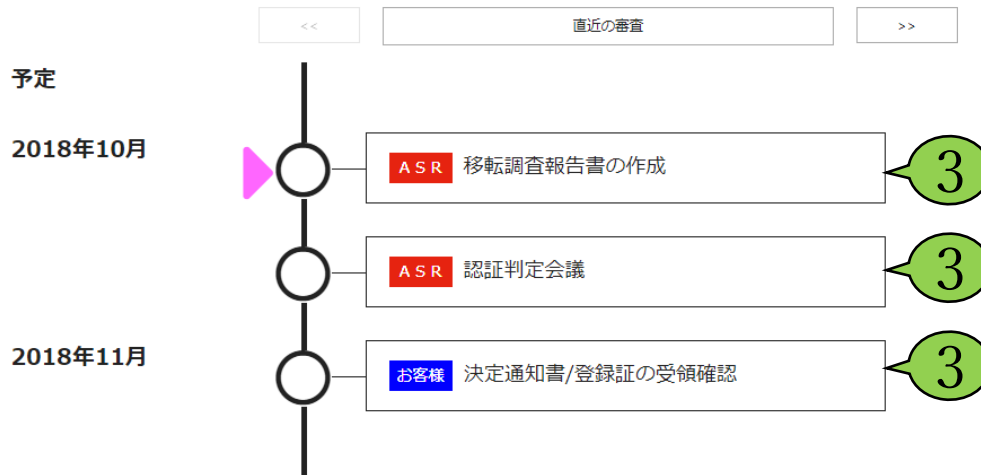 <<
直近の審査
>>
予定
2018年10月
ASR 移転調査報告書の作成
3
ASR 認証判定会議
3
2018年11月
お客様 決定通知書/登録証の受領確認
3